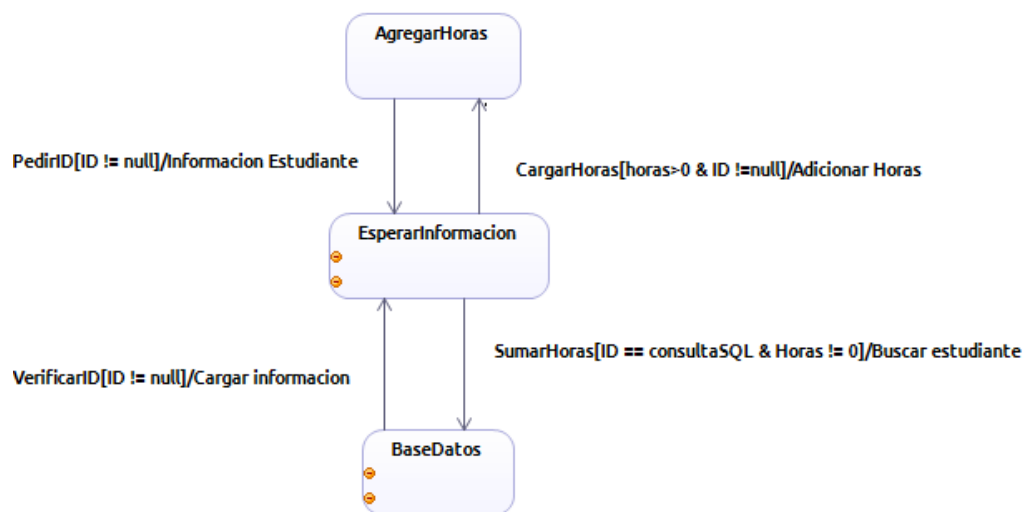 AgregarHoras
PedirID[ID != null]/Informacion Estudiante
CargarHoras[horas>0 & ID !=null]/Adicionar Horas
EsperarInformacion
SumarHoras[ID == consultaSQL & Horas != 0]/Buscar estudiante
VerificarID[ID != null]/Cargar informacion
BaseDatos